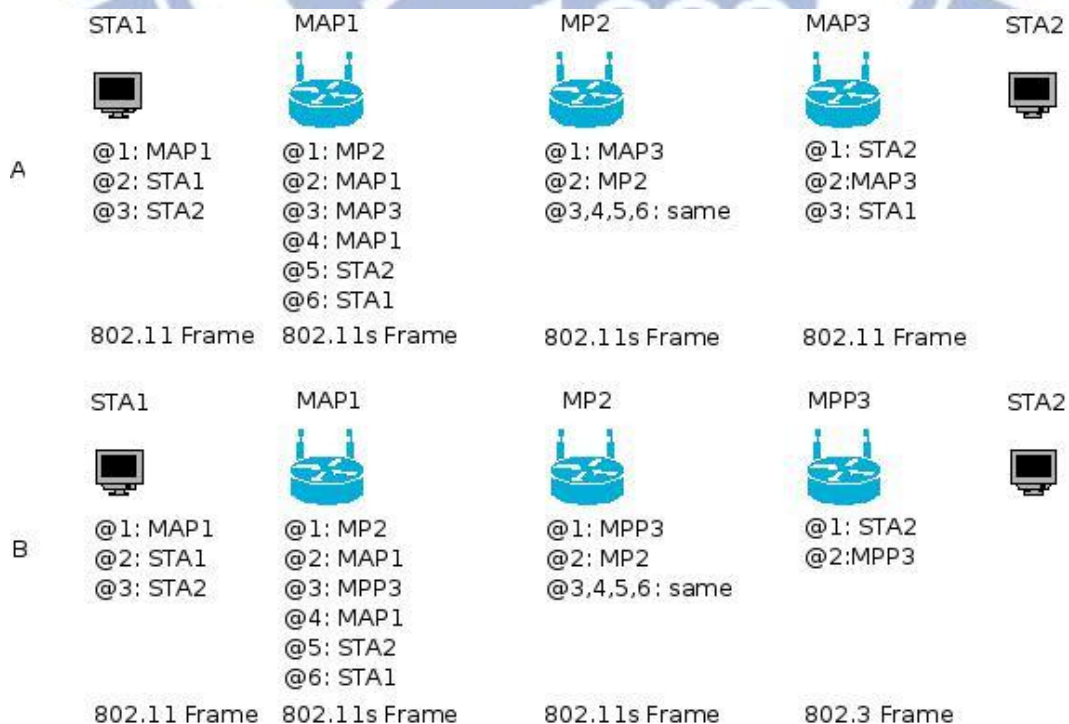 STA1 MAP1 MP2 MAP3 STA2
A
@1: MAP1 @1: MP2 @1: MAP3 @1: STA2
@2: STA1 @2: MAP1 @2: MP2 @2:MAP3
@3: STA2 @3: MAP3 @3,4,5,6: same @3: STA1
@4: MAP1
@5: STA2
@6: STA1
802.11 Frame 802.11s Frame 802.11s Frame 802.11 Frame
STA1 MAP1 MP2 MPP3 STA2
B
@1: MAP1 @1: MP2 @1: MPP3 @1: STA2
@2: STA1 @2: MAP1 @2: MP2 @2:MPP3
@3: STA2 @3: MPP3 @3,4,5,6: same
@4: MAP1
@5: STA2
@6: STA1
802.11 Frame 802.11s Frame 802.11s Frame 802.3 Frame